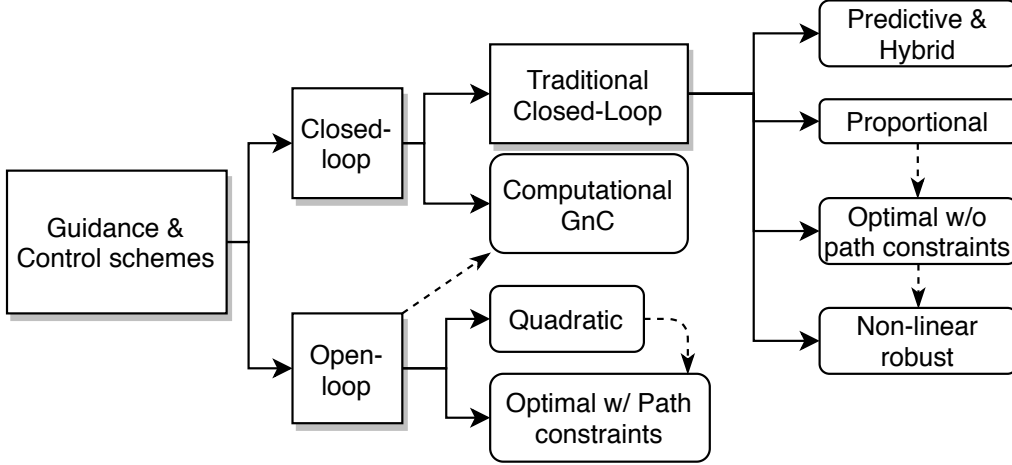 Guidance &
Control schemes
Closed-
loop
Open-
loop
Traditional
Closed-Loop
Computational
GnC
Quadratic
Optimal w/ Path
constraints
Predictive &
Hybrid
Proportional
Optimal w/o
path constraints
Non-linear
robust